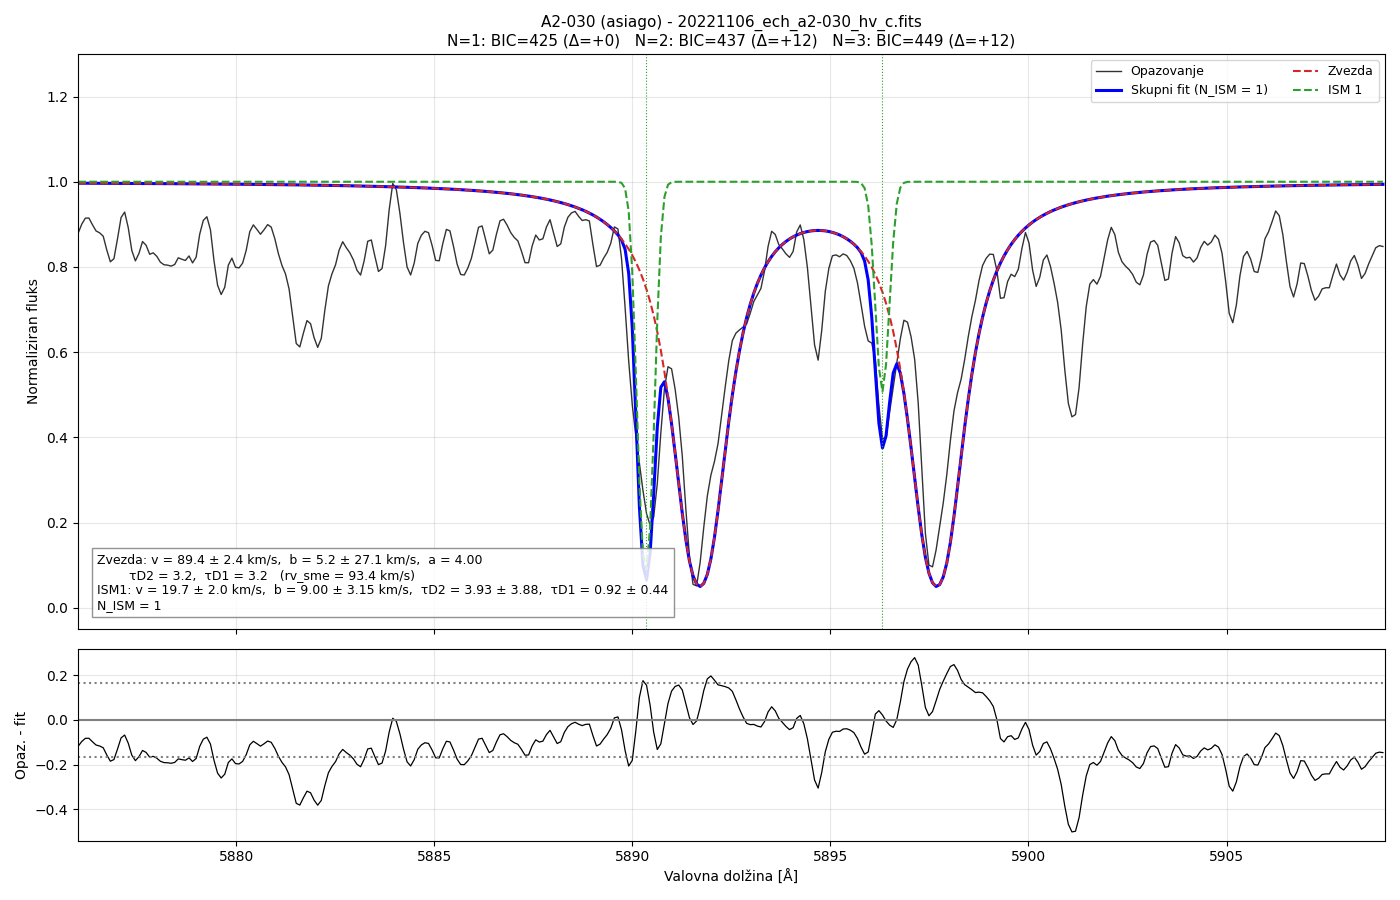 A2-030 (asiago) - 20221106_ech_a2-030_hv_c.fits
N=1: BIC=425 (Δ=+0)   N=2: BIC=437 (Δ=+12)   N=3: BIC=449 (Δ=+12)
Opazovanje
Skupni fit (N_ISM = 1)
Zvezda
ISM 1
Normaliziran fluks
1.2
1.0
0.8
0.6
0.4
0.2
0.0
Zvezda: v = 89.4 ± 2.4 km/s,  b = 5.2 ± 27.1 km/s,  a = 4.00
τD2 = 3.2,  τD1 = 3.2   (rv_sme = 93.4 km/s)
ISM1: v = 19.7 ± 2.0 km/s,  b = 9.00 ± 3.15 km/s,  τD2 = 3.93 ± 3.88,  τD1 = 0.92 ± 0.44
N_ISM = 1
Opaz. - fit
0.2
0.0
−0.2
−0.4
5880
5885
5890
5895
5900
5905
Valovna dolžina [Å]